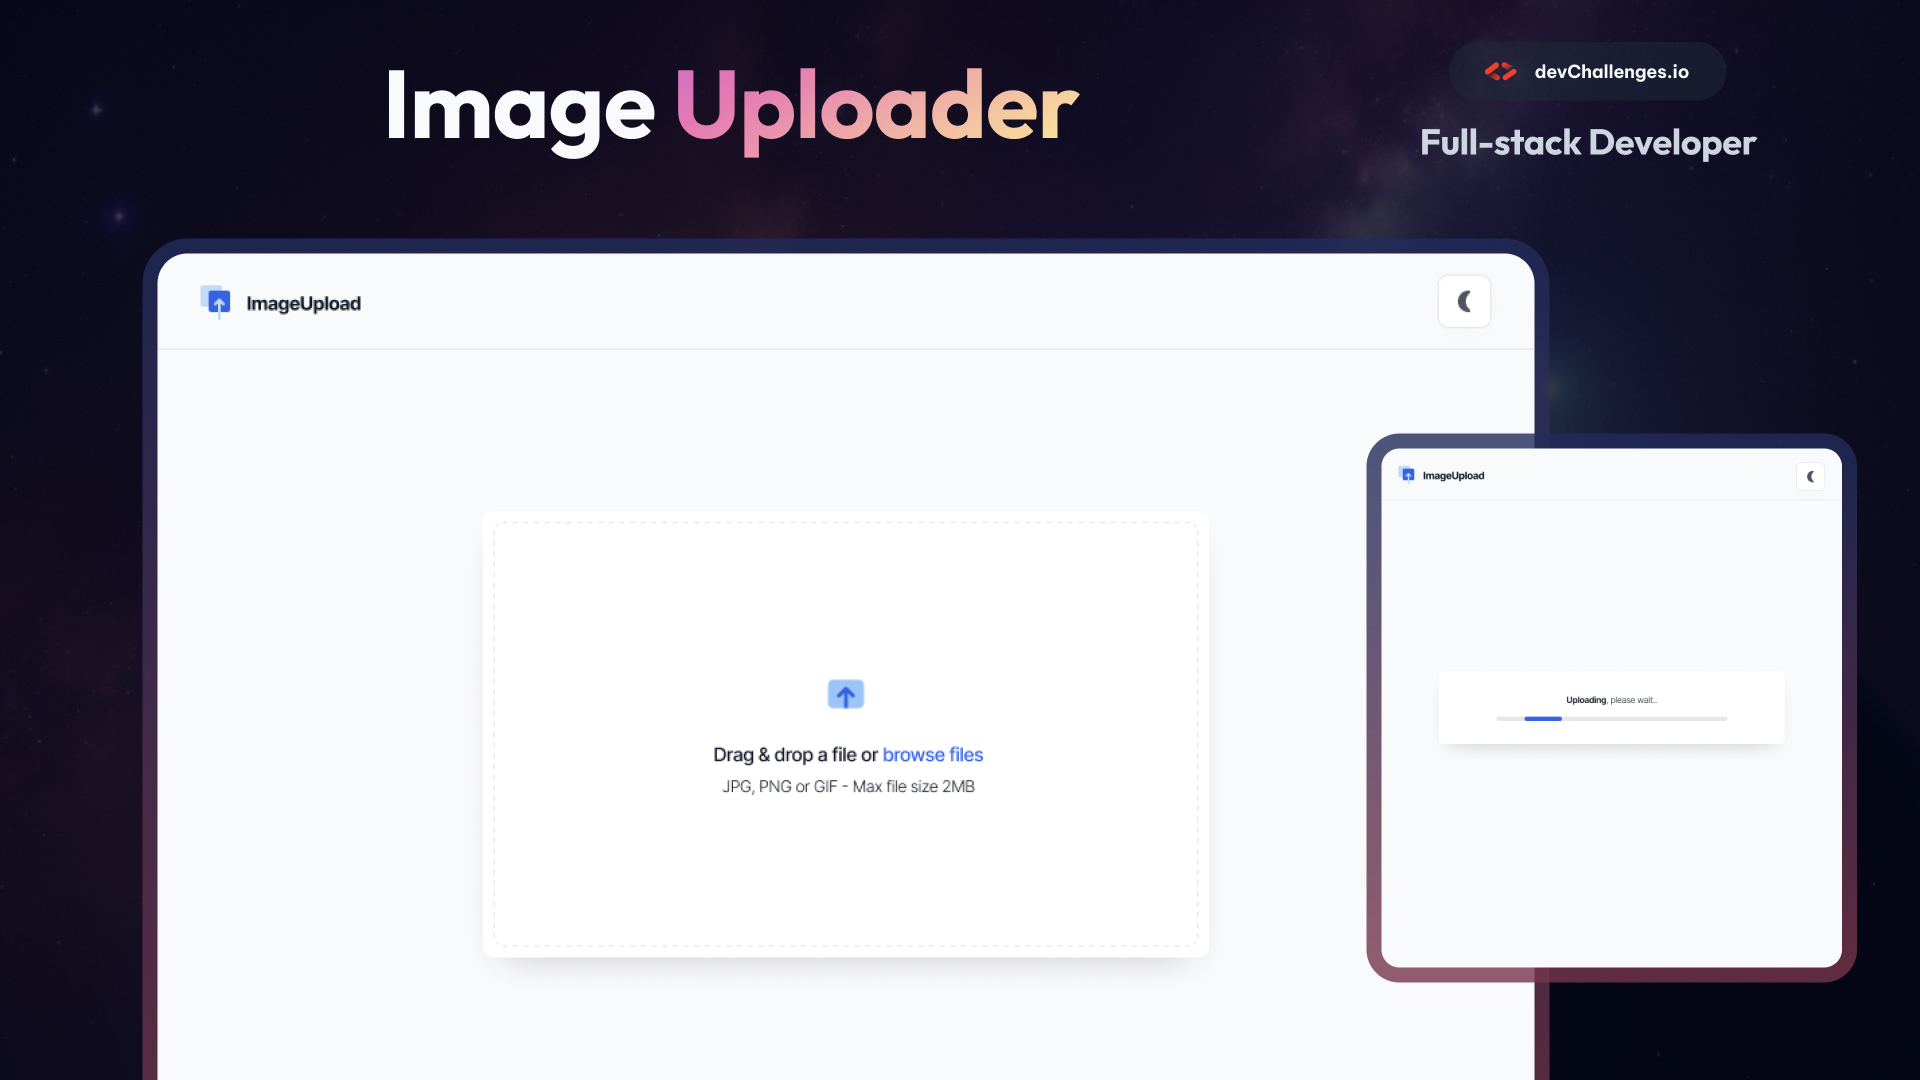 Image Uploader
devChallenges.io
Full-stack Developer
ImageUpload
Drag & drop a file or browse files
JPG, PNG or GIF - Max file size 2MB
ImageUpload
Uploading, please wait..